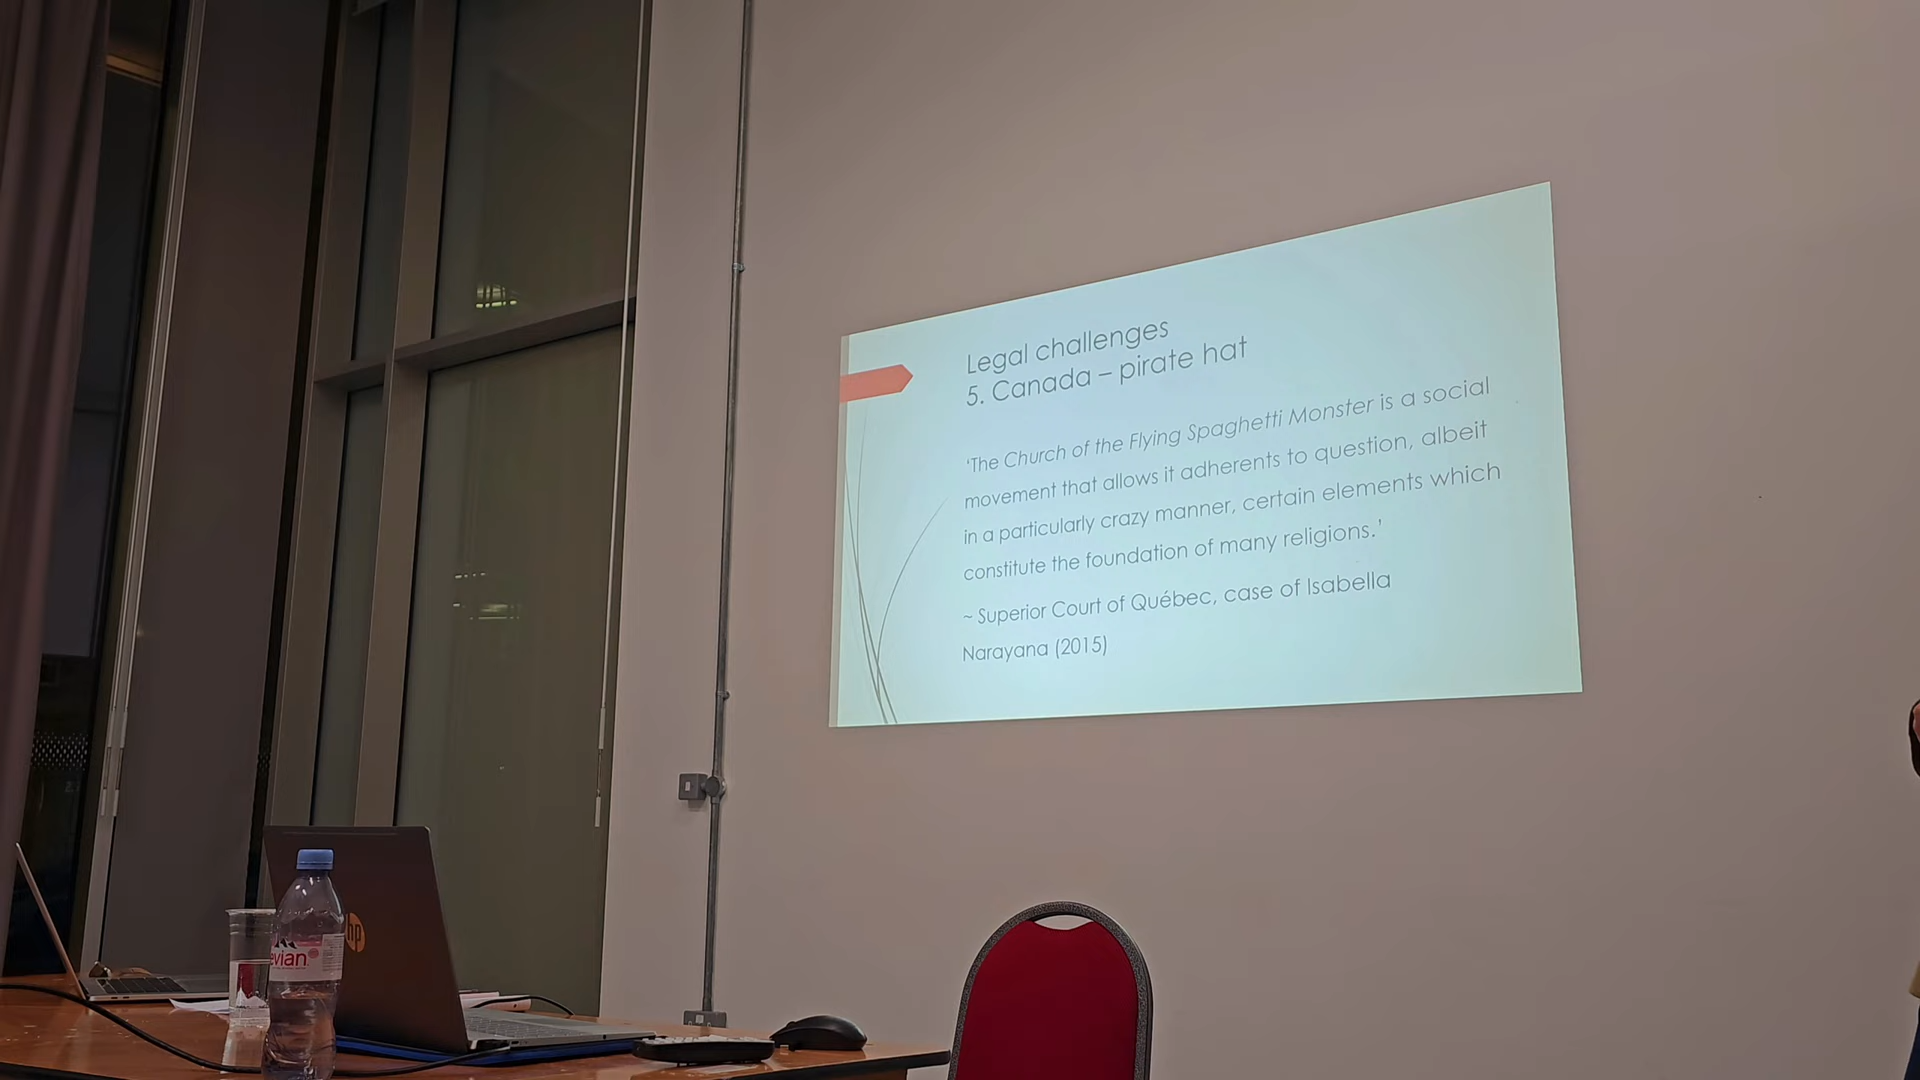 Legal challenges
5. Canada – pirate hat
‘The Church of the Flying Spaghetti Monster is a social
movement that allows it adherents to question, albeit
in a particularly crazy manner, certain elements which
constitute the foundation of many religions.’
~ Superior Court of Québec, case of Isabella
Narayana (2015)
hp
evian